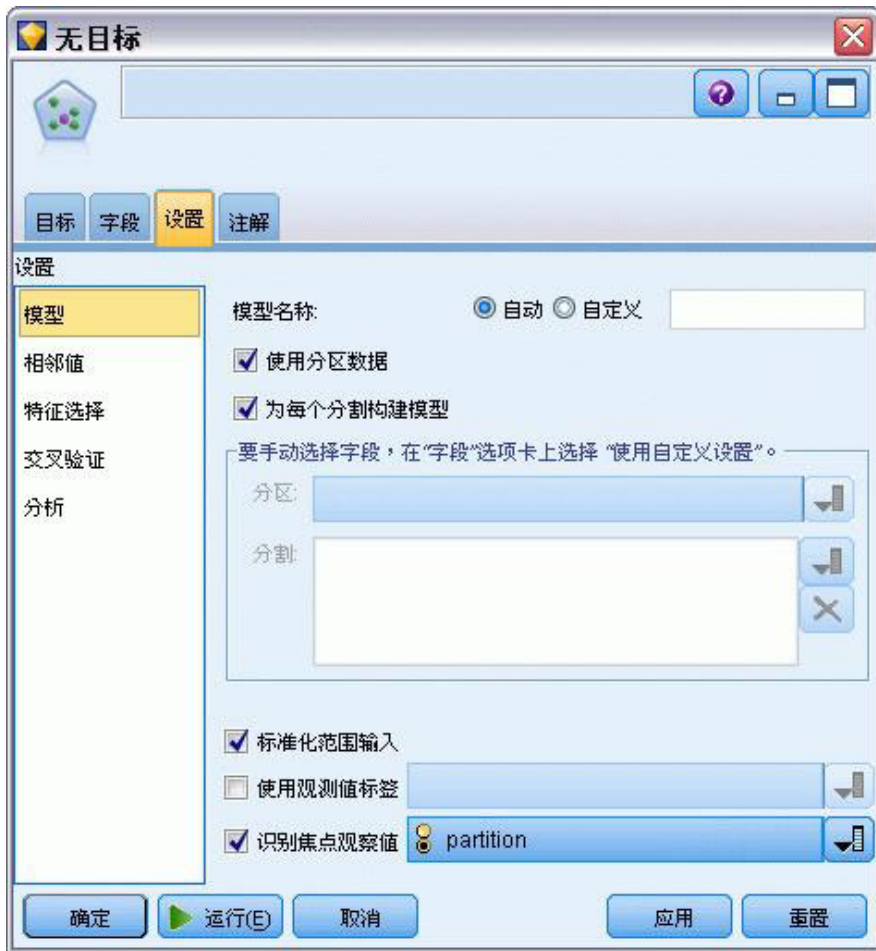 无目标
目标 字段 设置 注解
设置
模型
相邻值
特征选择
交叉验证
分析
模型名称: 自动 自定义
使用分区数据
为每个分割构建模型
要手动选择字段，在"字段"选项卡上选择 "使用自定义设置"。
分区:
分割:
标准化范围输入
使用观测值标签
识别焦点观察值 partition
确定 运行(E) 取消 应用 重置